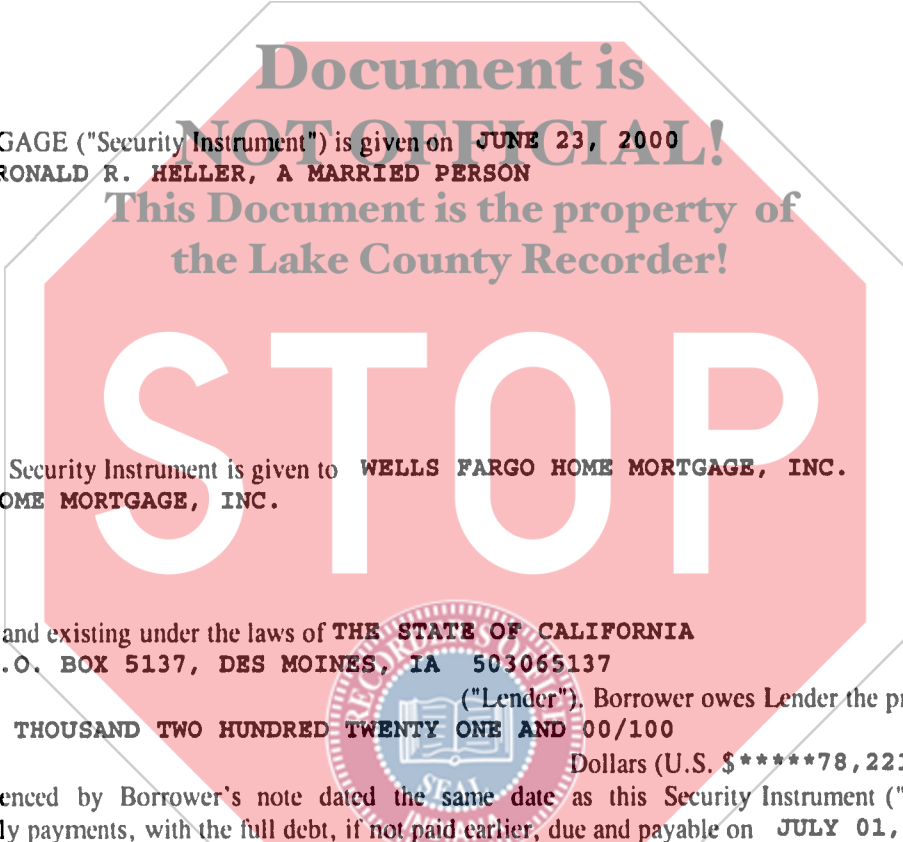 Document is
GAGE ("Security Instrument") is given on JUNE 23, 2000
NOT OFFICIAL!
RONALD R. HELLER, A MARRIED PERSON
This Document is the property of
the Lake County Recorder!
STOP
Security Instrument is given to WELLS FARGO HOME MORTGAGE, INC.
OME MORTGAGE, INC.
and existing under the laws of THE STATE OF CALIFORNIA
.O. BOX 5137, DES MOINES, IA 503065137
("Lender"). Borrower owes Lender the pr
THOUSAND TWO HUNDRED TWENTY ONE AND 00/100
Dollars (U.S. $*****78,221
SEAL
enced by Borrower's note dated the same date as this Security Instrument ("
ly payments, with the full debt, if not paid earlier, due and payable on JULY 01,